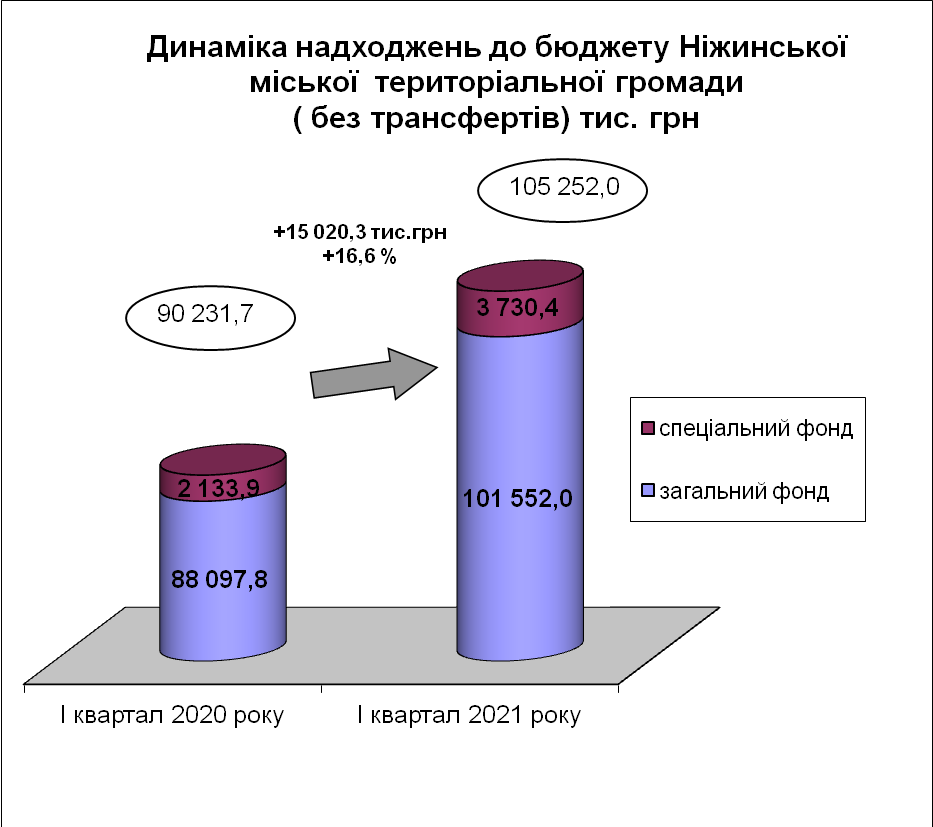 Динаміка надходжень до бюджету Ніжинської
міської територіальної громади
( без трансфертів) тис. грн
105 252,0
+15 020,3 тис.грн
+16,6 %
90 231,7
3 730,4
2 133,9
101 552,0
88 097,8
спеціальний фонд
загальний фонд
І квартал 2020 року
І квартал 2021 року